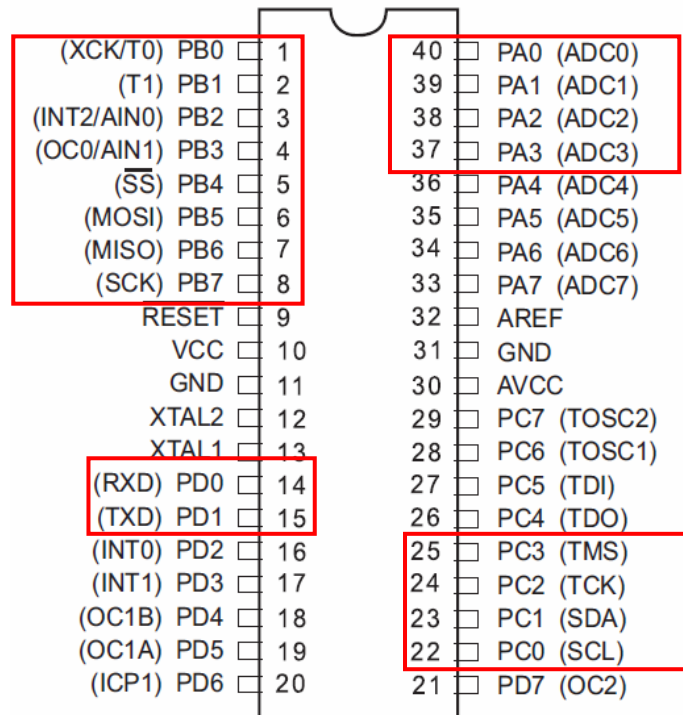 (XCK/T0) PB0 1 40 PA0 (ADC0)
(T1) PB1 2 39 PA1 (ADC1)
(INT2/AIN0) PB2 3 38 PA2 (ADC2)
(OC0/AIN1) PB3 4 37 PA3 (ADC3)
(SS) PB4 5 36 PA4 (ADC4)
(MOSI) PB5 6 35 PA5 (ADC5)
(MISO) PB6 7 34 PA6 (ADC6)
(SCK) PB7 8 33 PA7 (ADC7)
RESET 9 32 AREF
VCC 10 31 GND
GND 11 30 AVCC
XTAL2 12 29 PC7 (TOSC2)
XTAL1 13 28 PC6 (TOSC1)
(RXD) PD0 14 27 PC5 (TDI)
(TXD) PD1 15 26 PC4 (TDO)
(INT0) PD2 16 25 PC3 (TMS)
(INT1) PD3 17 24 PC2 (TCK)
(OC1B) PD4 18 23 PC1 (SDA)
(OC1A) PD5 19 22 PC0 (SCL)
(ICP1) PD6 20 21 PD7 (OC2)